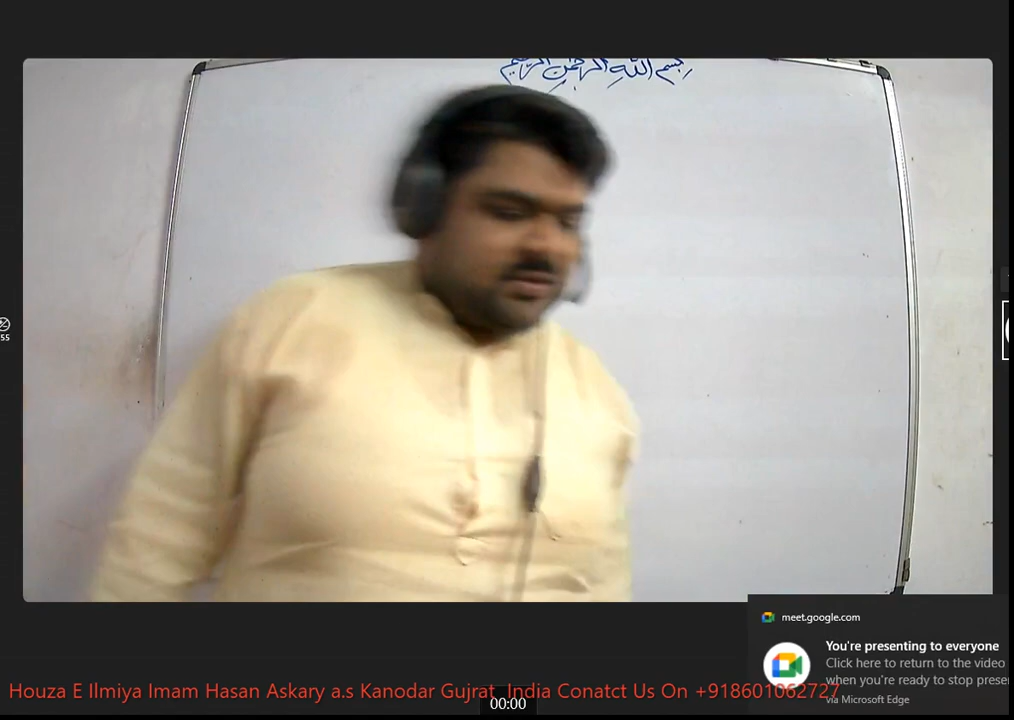 بسم الله الرحمن الرحيم
55
meet.google.com
You're presenting to everyone
Click here to return to the video
when you're ready to stop prese
via Microsoft Edge
Houza E Ilmiya Imam Hasan Askary a.s Kanodar Gujrat, India Conatct Us On +918601062727
00:00